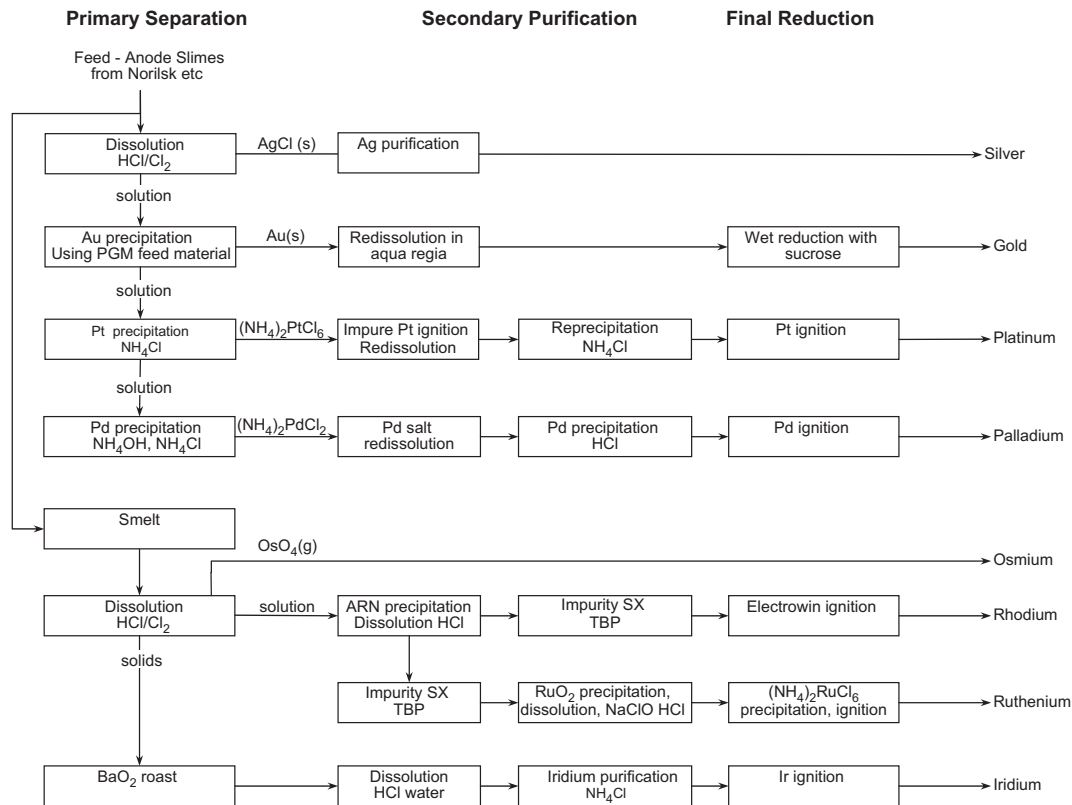 Primary Separation
Secondary Purification
Final Reduction
Feed - Anode Slimes
from Norilsk etc
Dissolution
HCl/Cl₂
AgCl (s)
Ag purification
Silver
solution
Au precipitation
Using PGM feed material
Au(s)
Redissolution in
aqua regia
Wet reduction with
sucrose
Gold
solution
Pt precipitation
NH₄Cl
(NH₄)₂PtCl₆
Impure Pt ignition
Redissolution
Reprecipitation
NH₄Cl
Pt ignition
Platinum
solution
Pd precipitation
NH₄OH, NH₄Cl
(NH₄)₂PdCl₂
Pd salt
redissolution
Pd precipitation
HCl
Pd ignition
Palladium
Smelt
OsO₄(g)
Osmium
Dissolution
HCl/Cl₂
solution
ARN precipitation
Dissolution HCl
Impurity SX
TBP
Electrowin ignition
Rhodium
solids
Impurity SX
TBP
RuO₂ precipitation,
dissolution, NaClO HCl
(NH₄)₂RuCl₆
precipitation, ignition
Ruthenium
BaO₂ roast
Dissolution
HCl water
Iridium purification
NH₄Cl
Ir ignition
Iridium